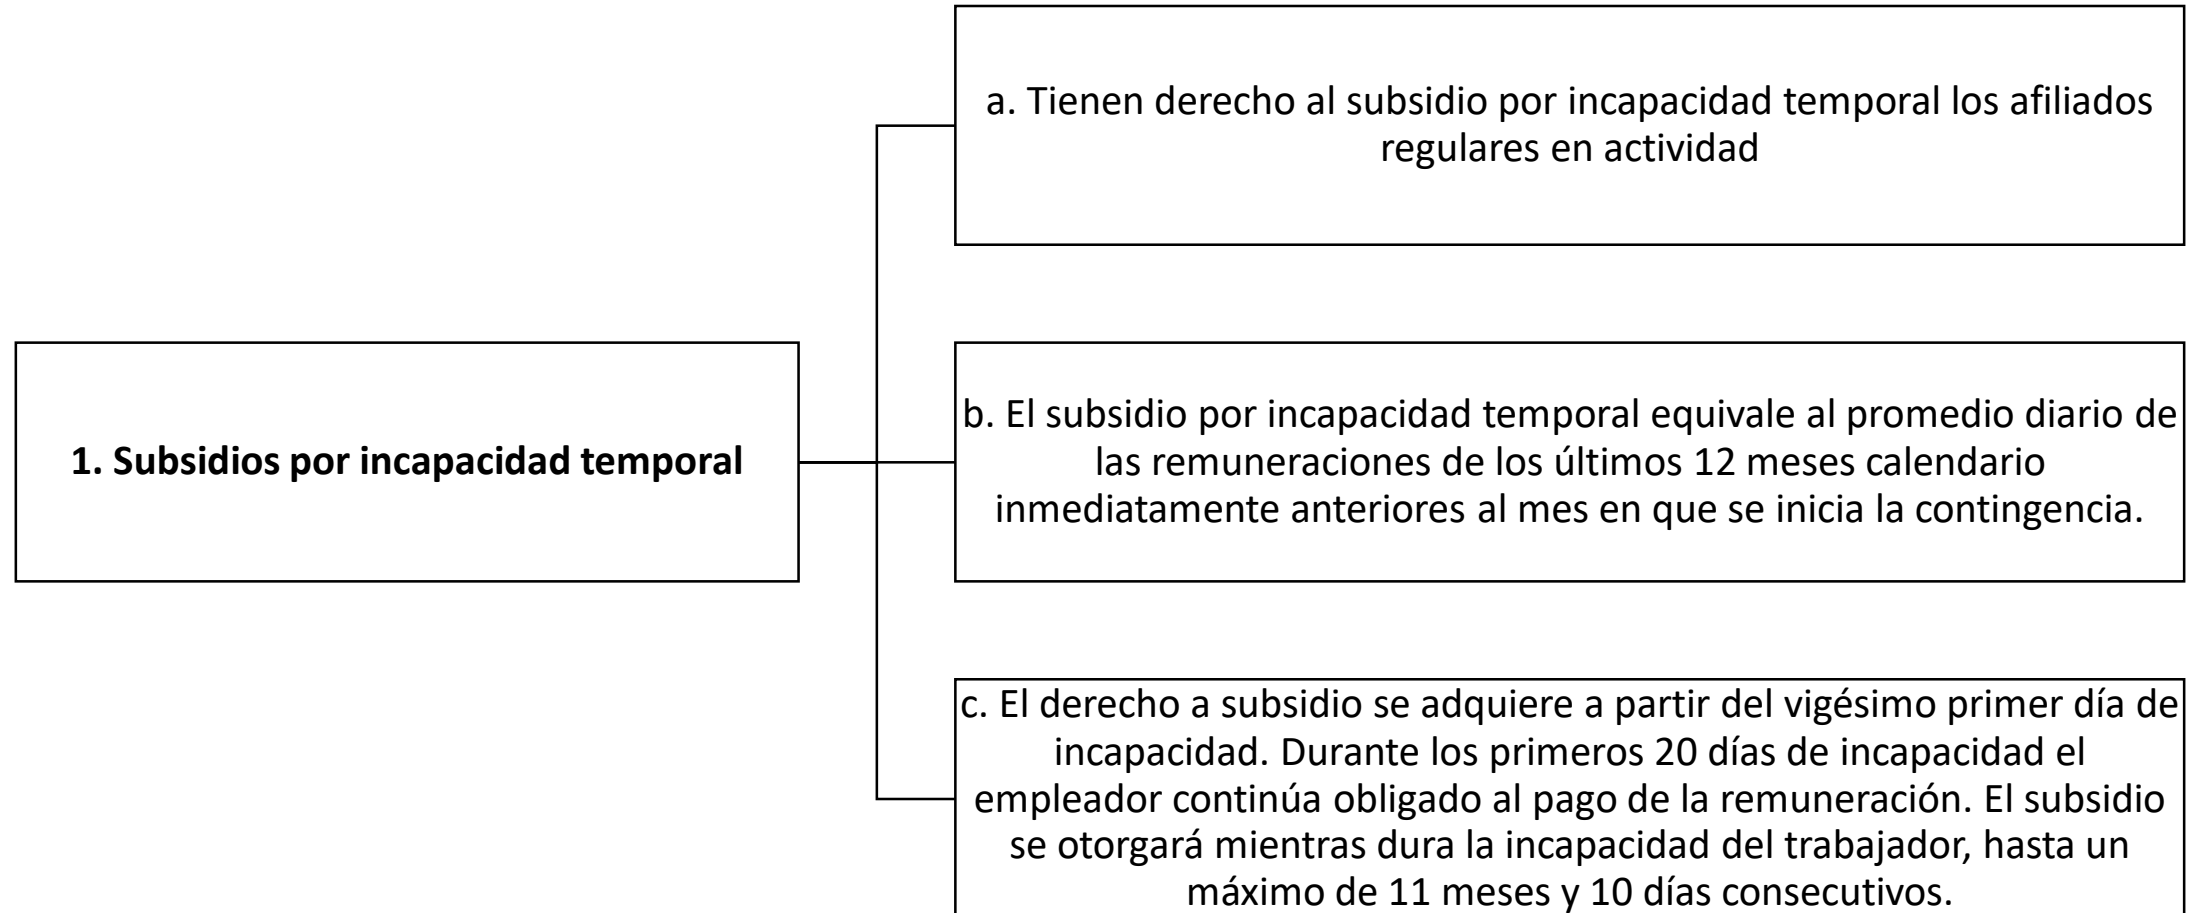 1. Subsidios por incapacidad temporal
a. Tienen derecho al subsidio por incapacidad temporal los afiliados
regulares en actividad
b. El subsidio por incapacidad temporal equivale al promedio diario de
las remuneraciones de los últimos 12 meses calendario
inmediatamente anteriores al mes en que se inicia la contingencia.
c. El derecho a subsidio se adquiere a partir del vigésimo primer día de
incapacidad. Durante los primeros 20 días de incapacidad el
empleador continúa obligado al pago de la remuneración. El subsidio
se otorgará mientras dura la incapacidad del trabajador, hasta un
máximo de 11 meses y 10 días consecutivos.